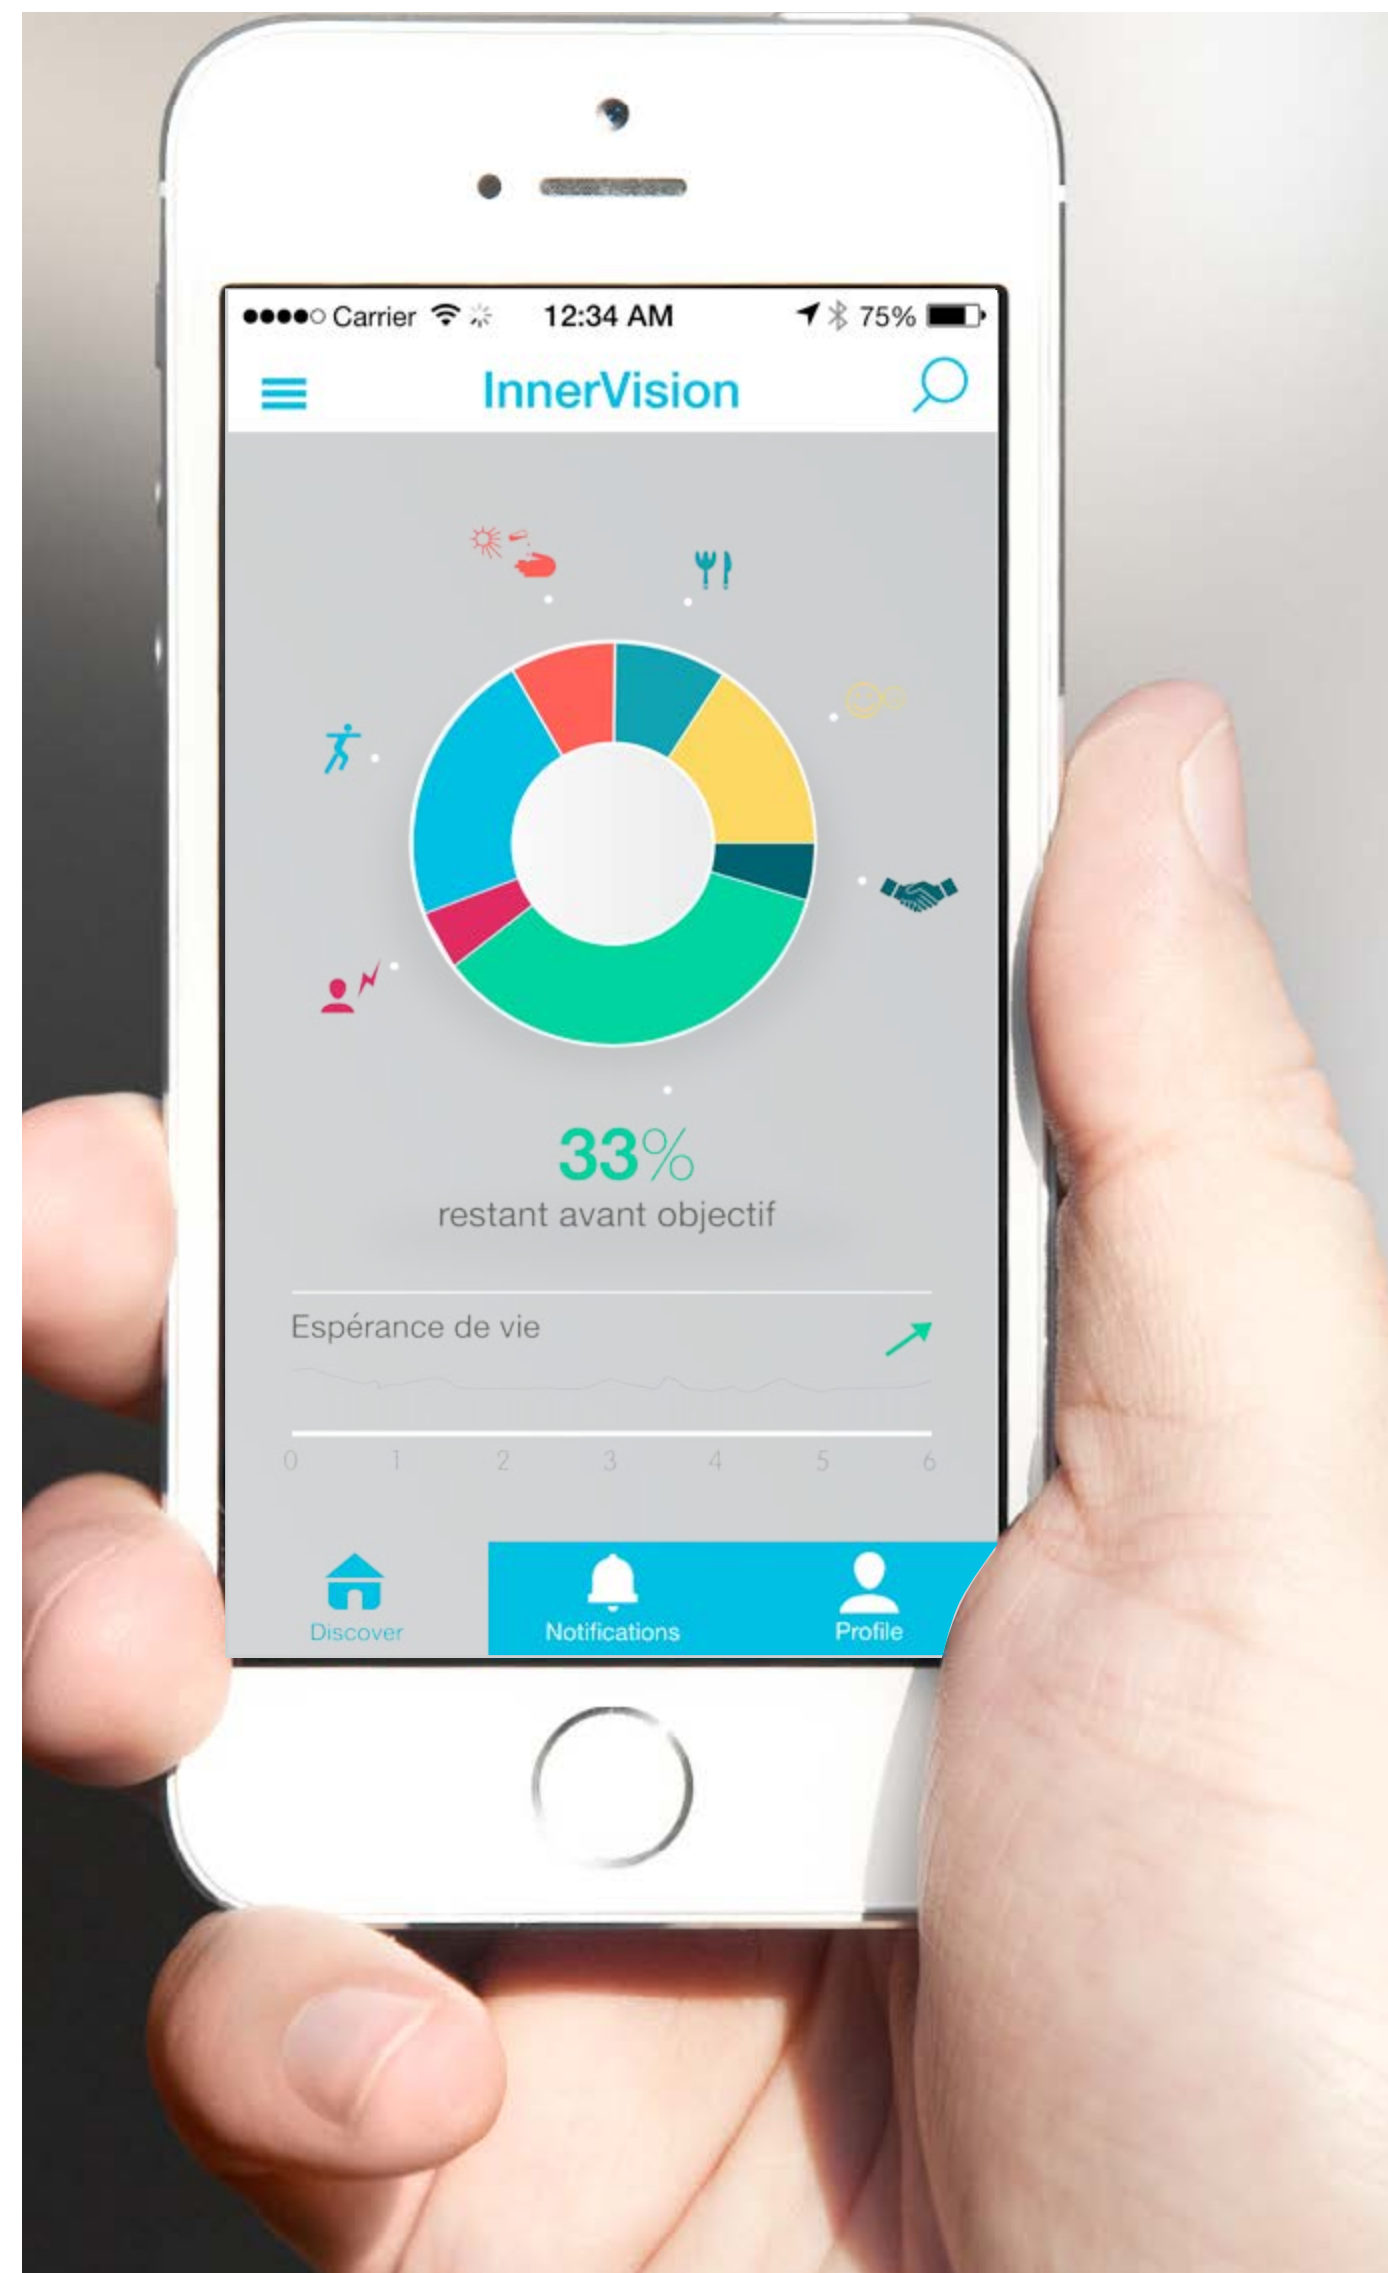 Carrier 12:34 AM 75%
InnerVision
33%
restant avant objectif
Espérance de vie
0 1 2 3 4 5 6
Discover Notifications Profile